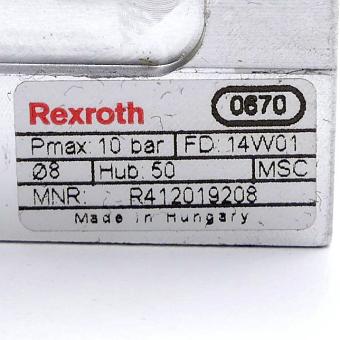 Rexroth 0670
Pmax: 10 bar FD: 14W01
Ø8 Hub: 50 MSC
MNR: R412019208
Made in Hungary